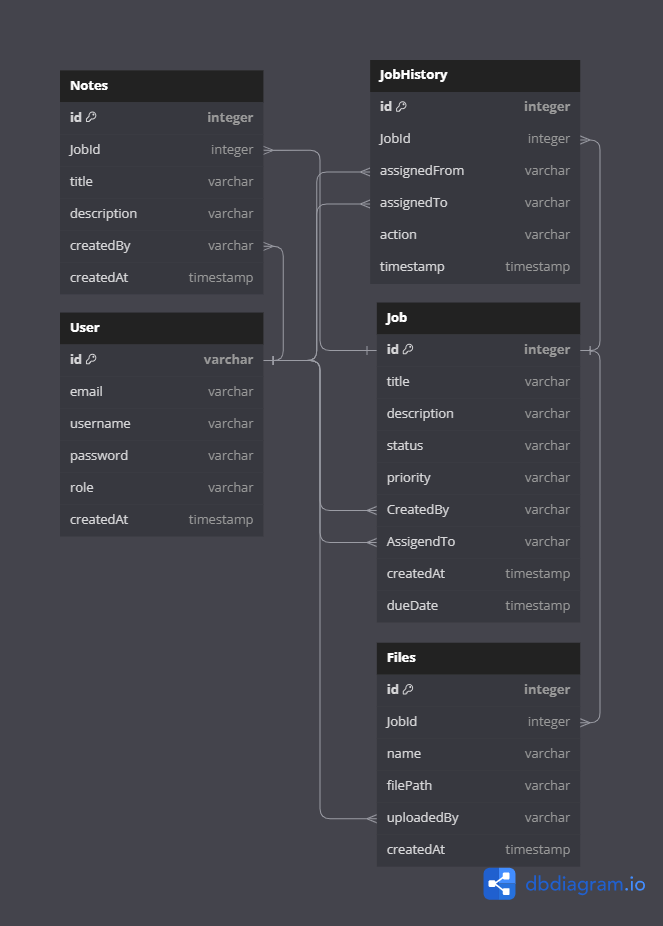 Notes
id integer
JobId integer
title varchar
description varchar
createdBy varchar
createdAt timestamp
User
id varchar
email varchar
username varchar
password varchar
role varchar
createdAt timestamp
JobHistory
id integer
JobId integer
assignedFrom varchar
assignedTo varchar
action varchar
timestamp timestamp
Job
id integer
title varchar
description varchar
status varchar
priority varchar
CreatedBy varchar
AssigendTo varchar
createdAt timestamp
dueDate timestamp
Files
id integer
JobId integer
name varchar
filePath varchar
uploadedBy varchar
createdAt timestamp
dbdiagram.io